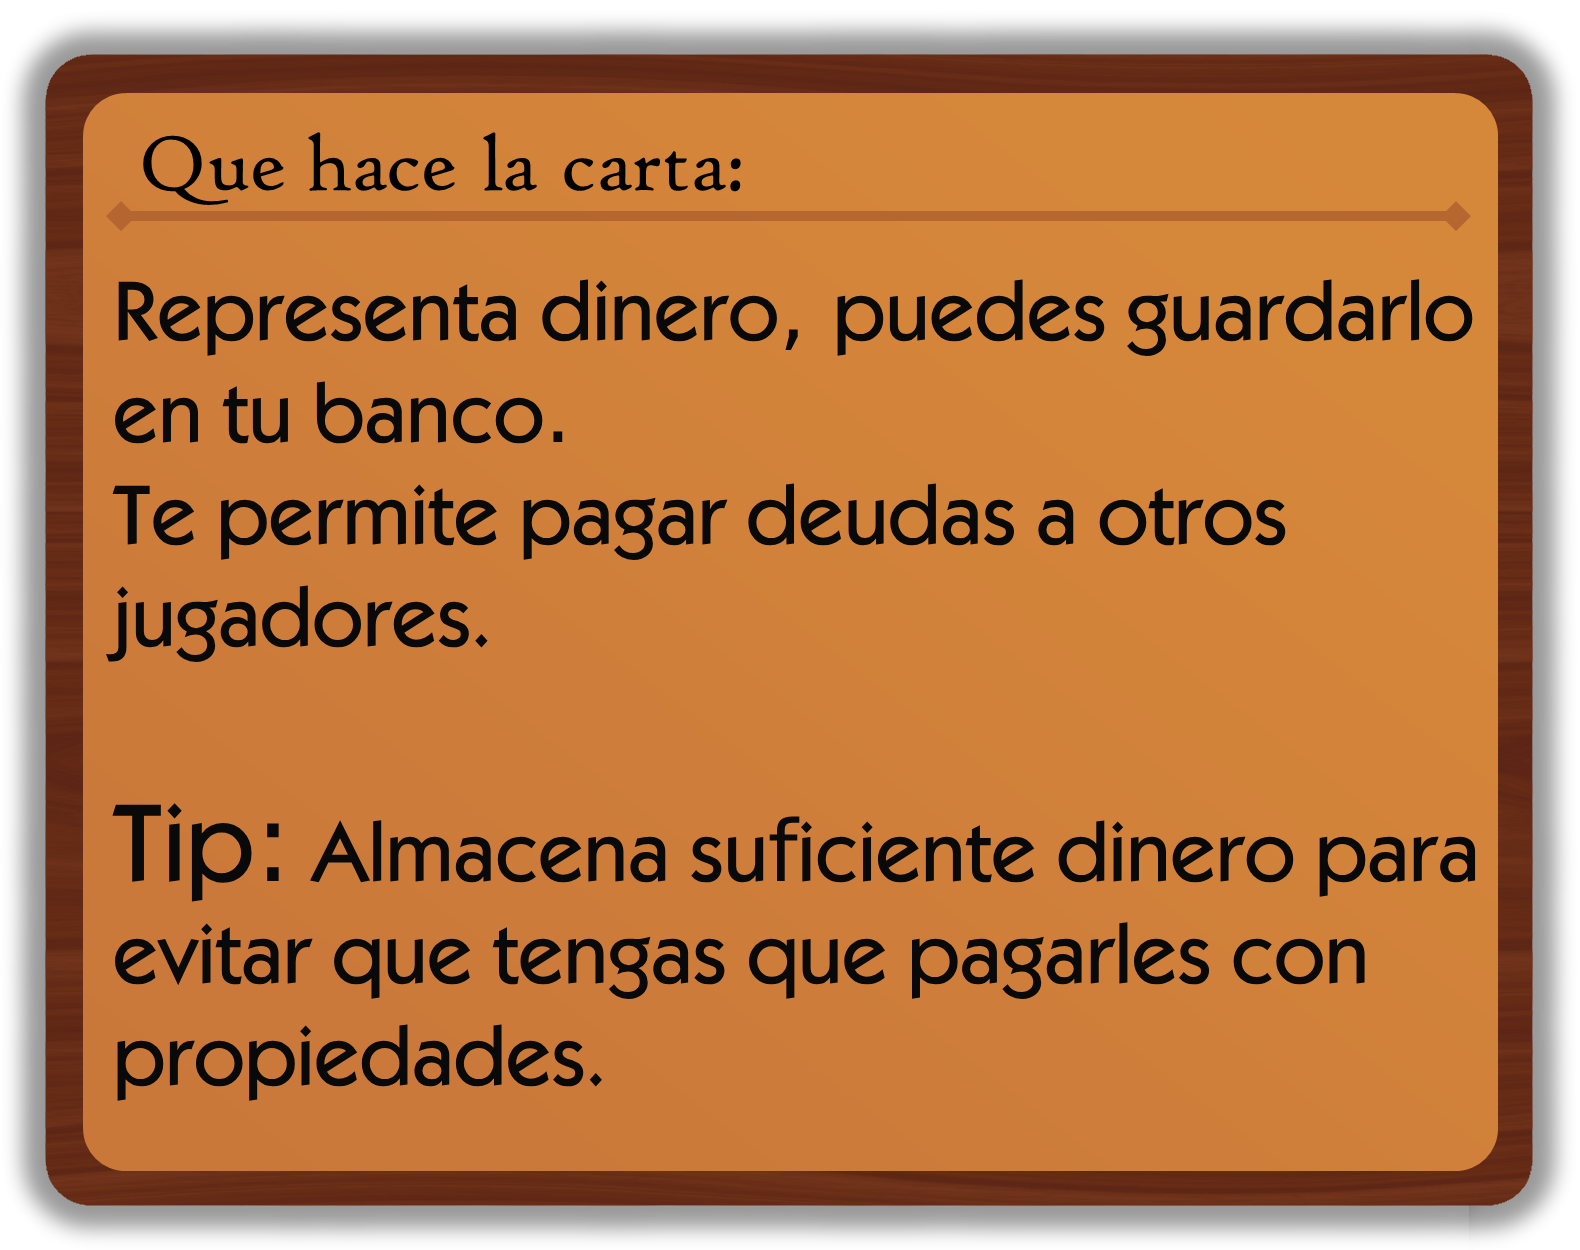 Que hace la carta:
Representa dinero, puedes guardarlo
en tu banco.
Te permite pagar deudas a otros
jugadores.
Tip: Almacena suficiente dinero para
evitar que tengas que pagarles con
propiedades.